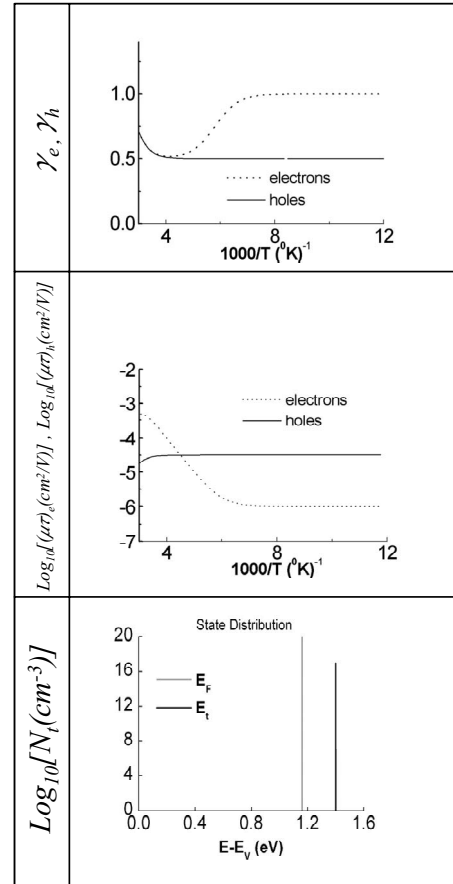 γe, γh
1.0
0.5
0.0
electrons
holes
4 8 12
1000/T (⁰K)⁻¹
Log10[(μτ)e(cm²/V)] , Log10[(μτ)h(cm²/V)]
-2
-3
-4
-5
-6
-7
electrons
holes
4 8 12
1000/T (⁰K)⁻¹
Log10[Nt(cm⁻³)]
State Distribution
20
16
12
8
4
0
EF
Et
0.0 0.4 0.8 1.2 1.6
E-EV (eV)